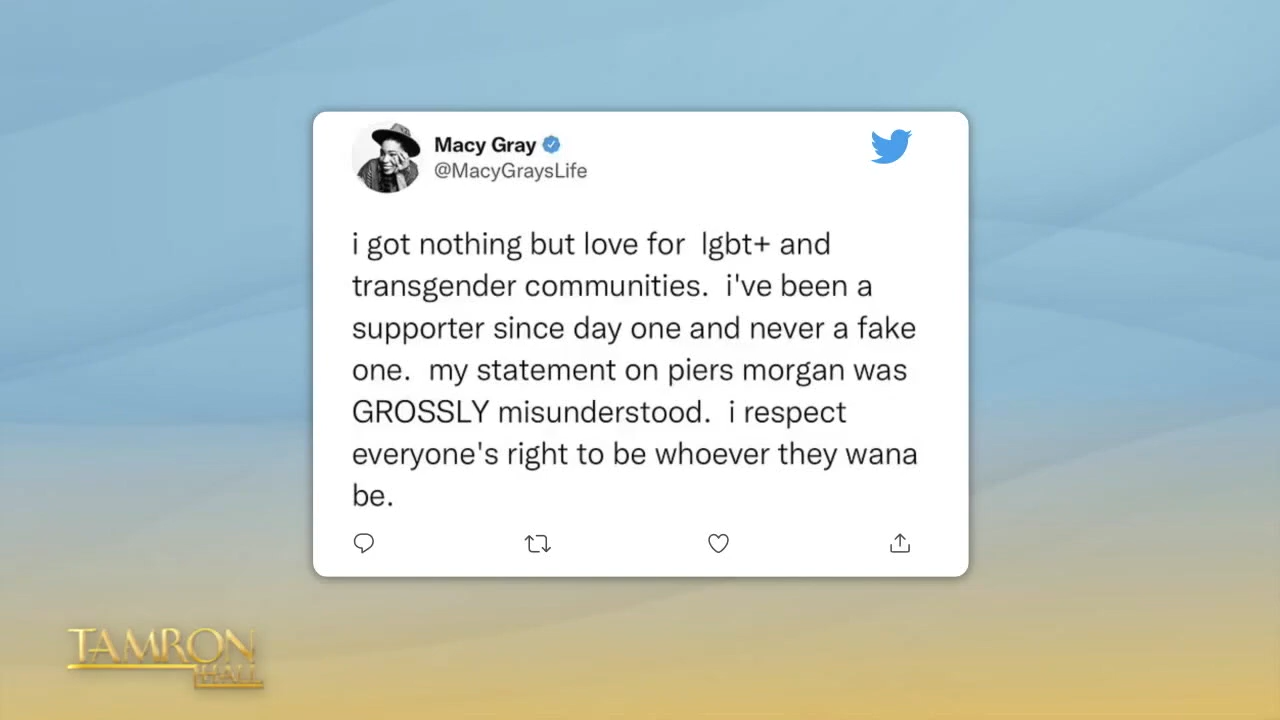 Macy Gray
@MacyGraysLife
i got nothing but love for  lgbt+ and
transgender communities.  i've been a
supporter since day one and never a fake
one.  my statement on piers morgan was
GROSSLY misunderstood.  i respect
everyone's right to be whoever they wana
be.
TAMRON
HALL